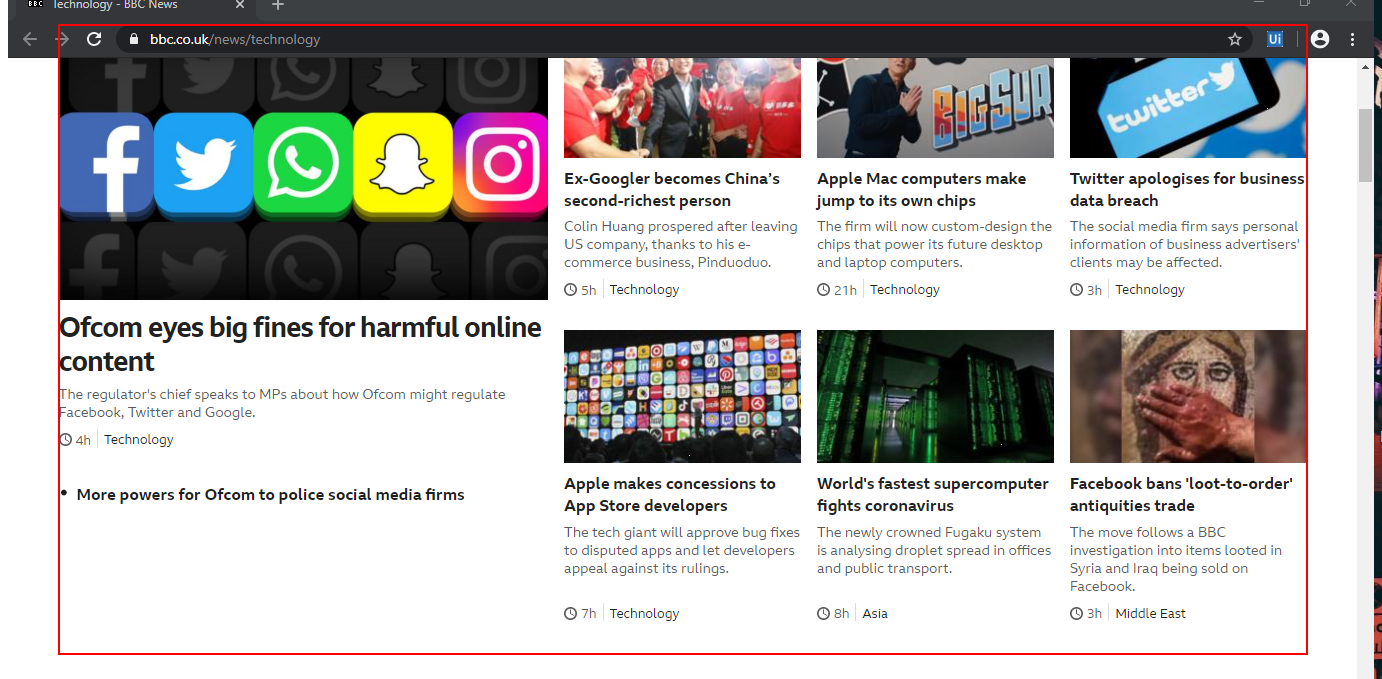 BBC Technology - BBC News
bbc.co.uk/news/technology
Ui
BIG SUR
twitter
Ex-Googler becomes China's
second-richest person
Colin Huang prospered after leaving
US company, thanks to his e-
commerce business, Pinduoduo.
5h Technology
Apple Mac computers make
jump to its own chips
The firm will now custom-design the
chips that power its future desktop
and laptop computers.
21h Technology
Twitter apologises for business
data breach
The social media firm says personal
information of business advertisers'
clients may be affected.
3h Technology
Ofcom eyes big fines for harmful online
content
The regulator's chief speaks to MPs about how Ofcom might regulate
Facebook, Twitter and Google.
4h Technology
More powers for Ofcom to police social media firms
Apple makes concessions to
App Store developers
The tech giant will approve bug fixes
to disputed apps and let developers
appeal against its rulings.
7h Technology
World's fastest supercomputer
fights coronavirus
The newly crowned Fugaku system
is analysing droplet spread in offices
and public transport.
8h Asia
Facebook bans 'loot-to-order'
antiquities trade
The move follows a BBC
investigation into items looted in
Syria and Iraq being sold on
Facebook.
3h Middle East